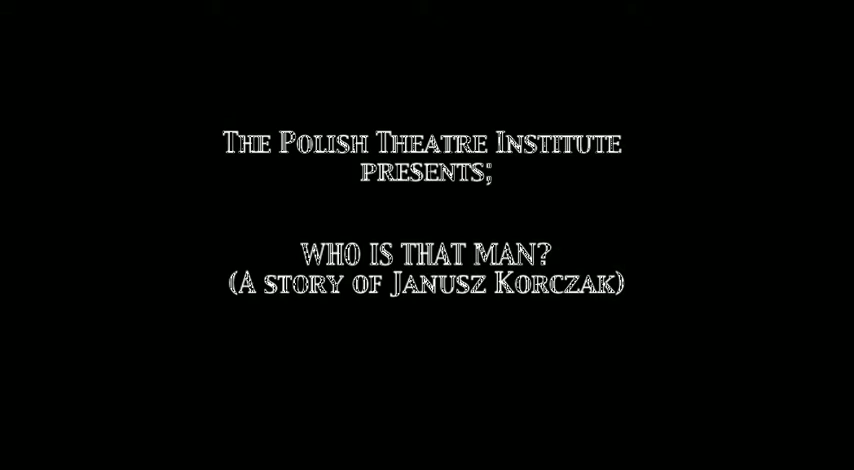 The Polish Theatre Institute
presents;
WHO IS THAT MAN?
(A story of Janusz Korczak)